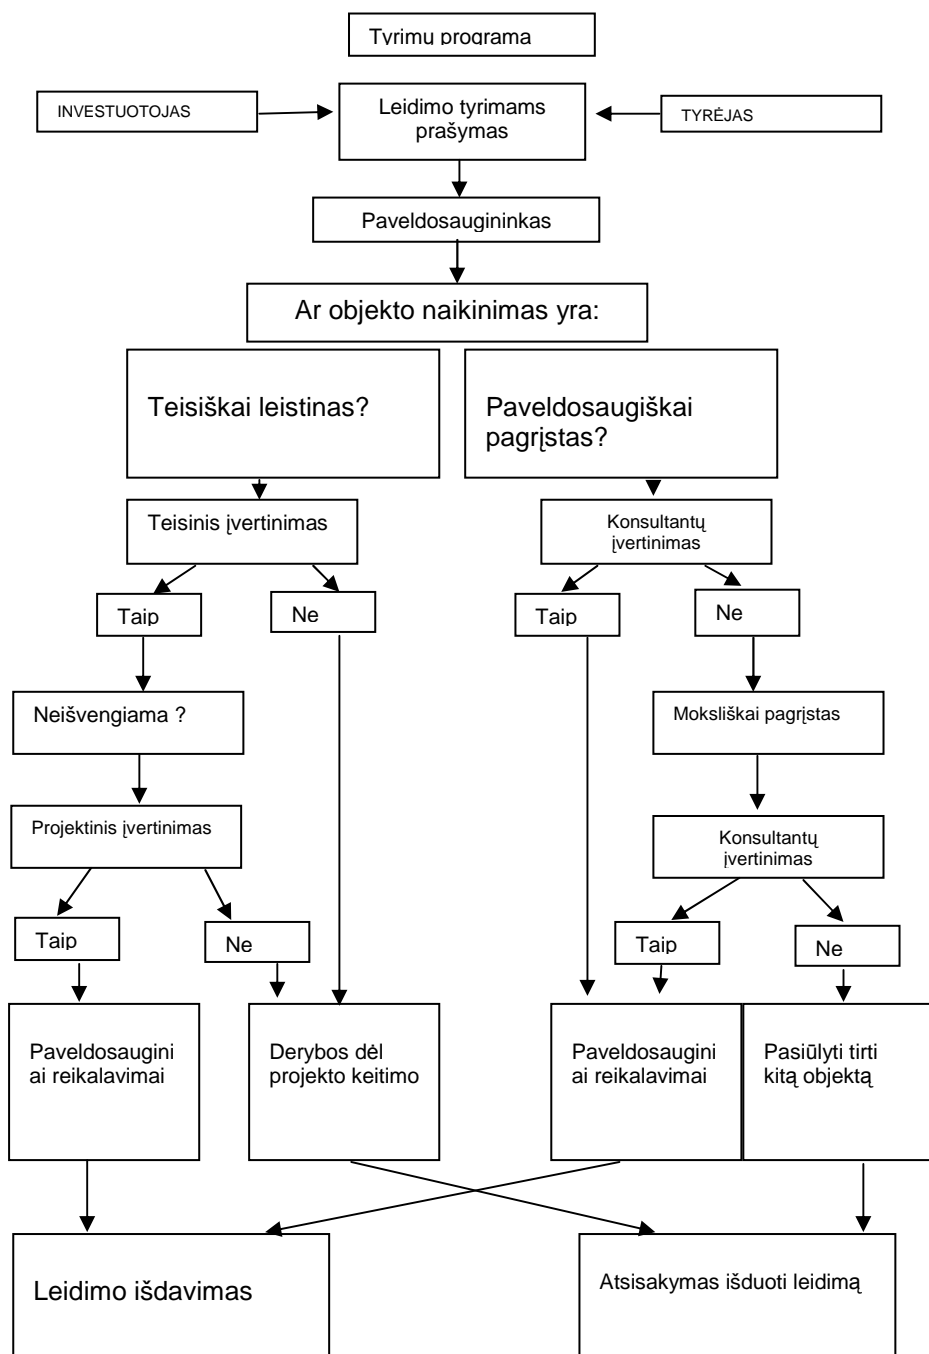 Tyrimų programa
INVESTUOTOJAS
Leidimo tyrimams
prašymas
TYRĖJAS
Paveldosaugininkas
Ar objekto naikinimas yra:
Teisiškai leistinas?
Paveldosaugiškai
pagrįstas?
Teisinis įvertinimas
Konsultantų
įvertinimas
Taip
Ne
Taip
Ne
Neišvengiama ?
Moksliškai pagrįstas
Projektinis įvertinimas
Konsultantų
įvertinimas
Taip
Ne
Taip
Ne
Paveldosaugini
ai reikalavimai
Derybos dėl
projekto keitimo
Paveldosaugini
ai reikalavimai
Pasiūlyti tirti
kitą objektą
Leidimo išdavimas
Atsisakymas išduoti leidimą